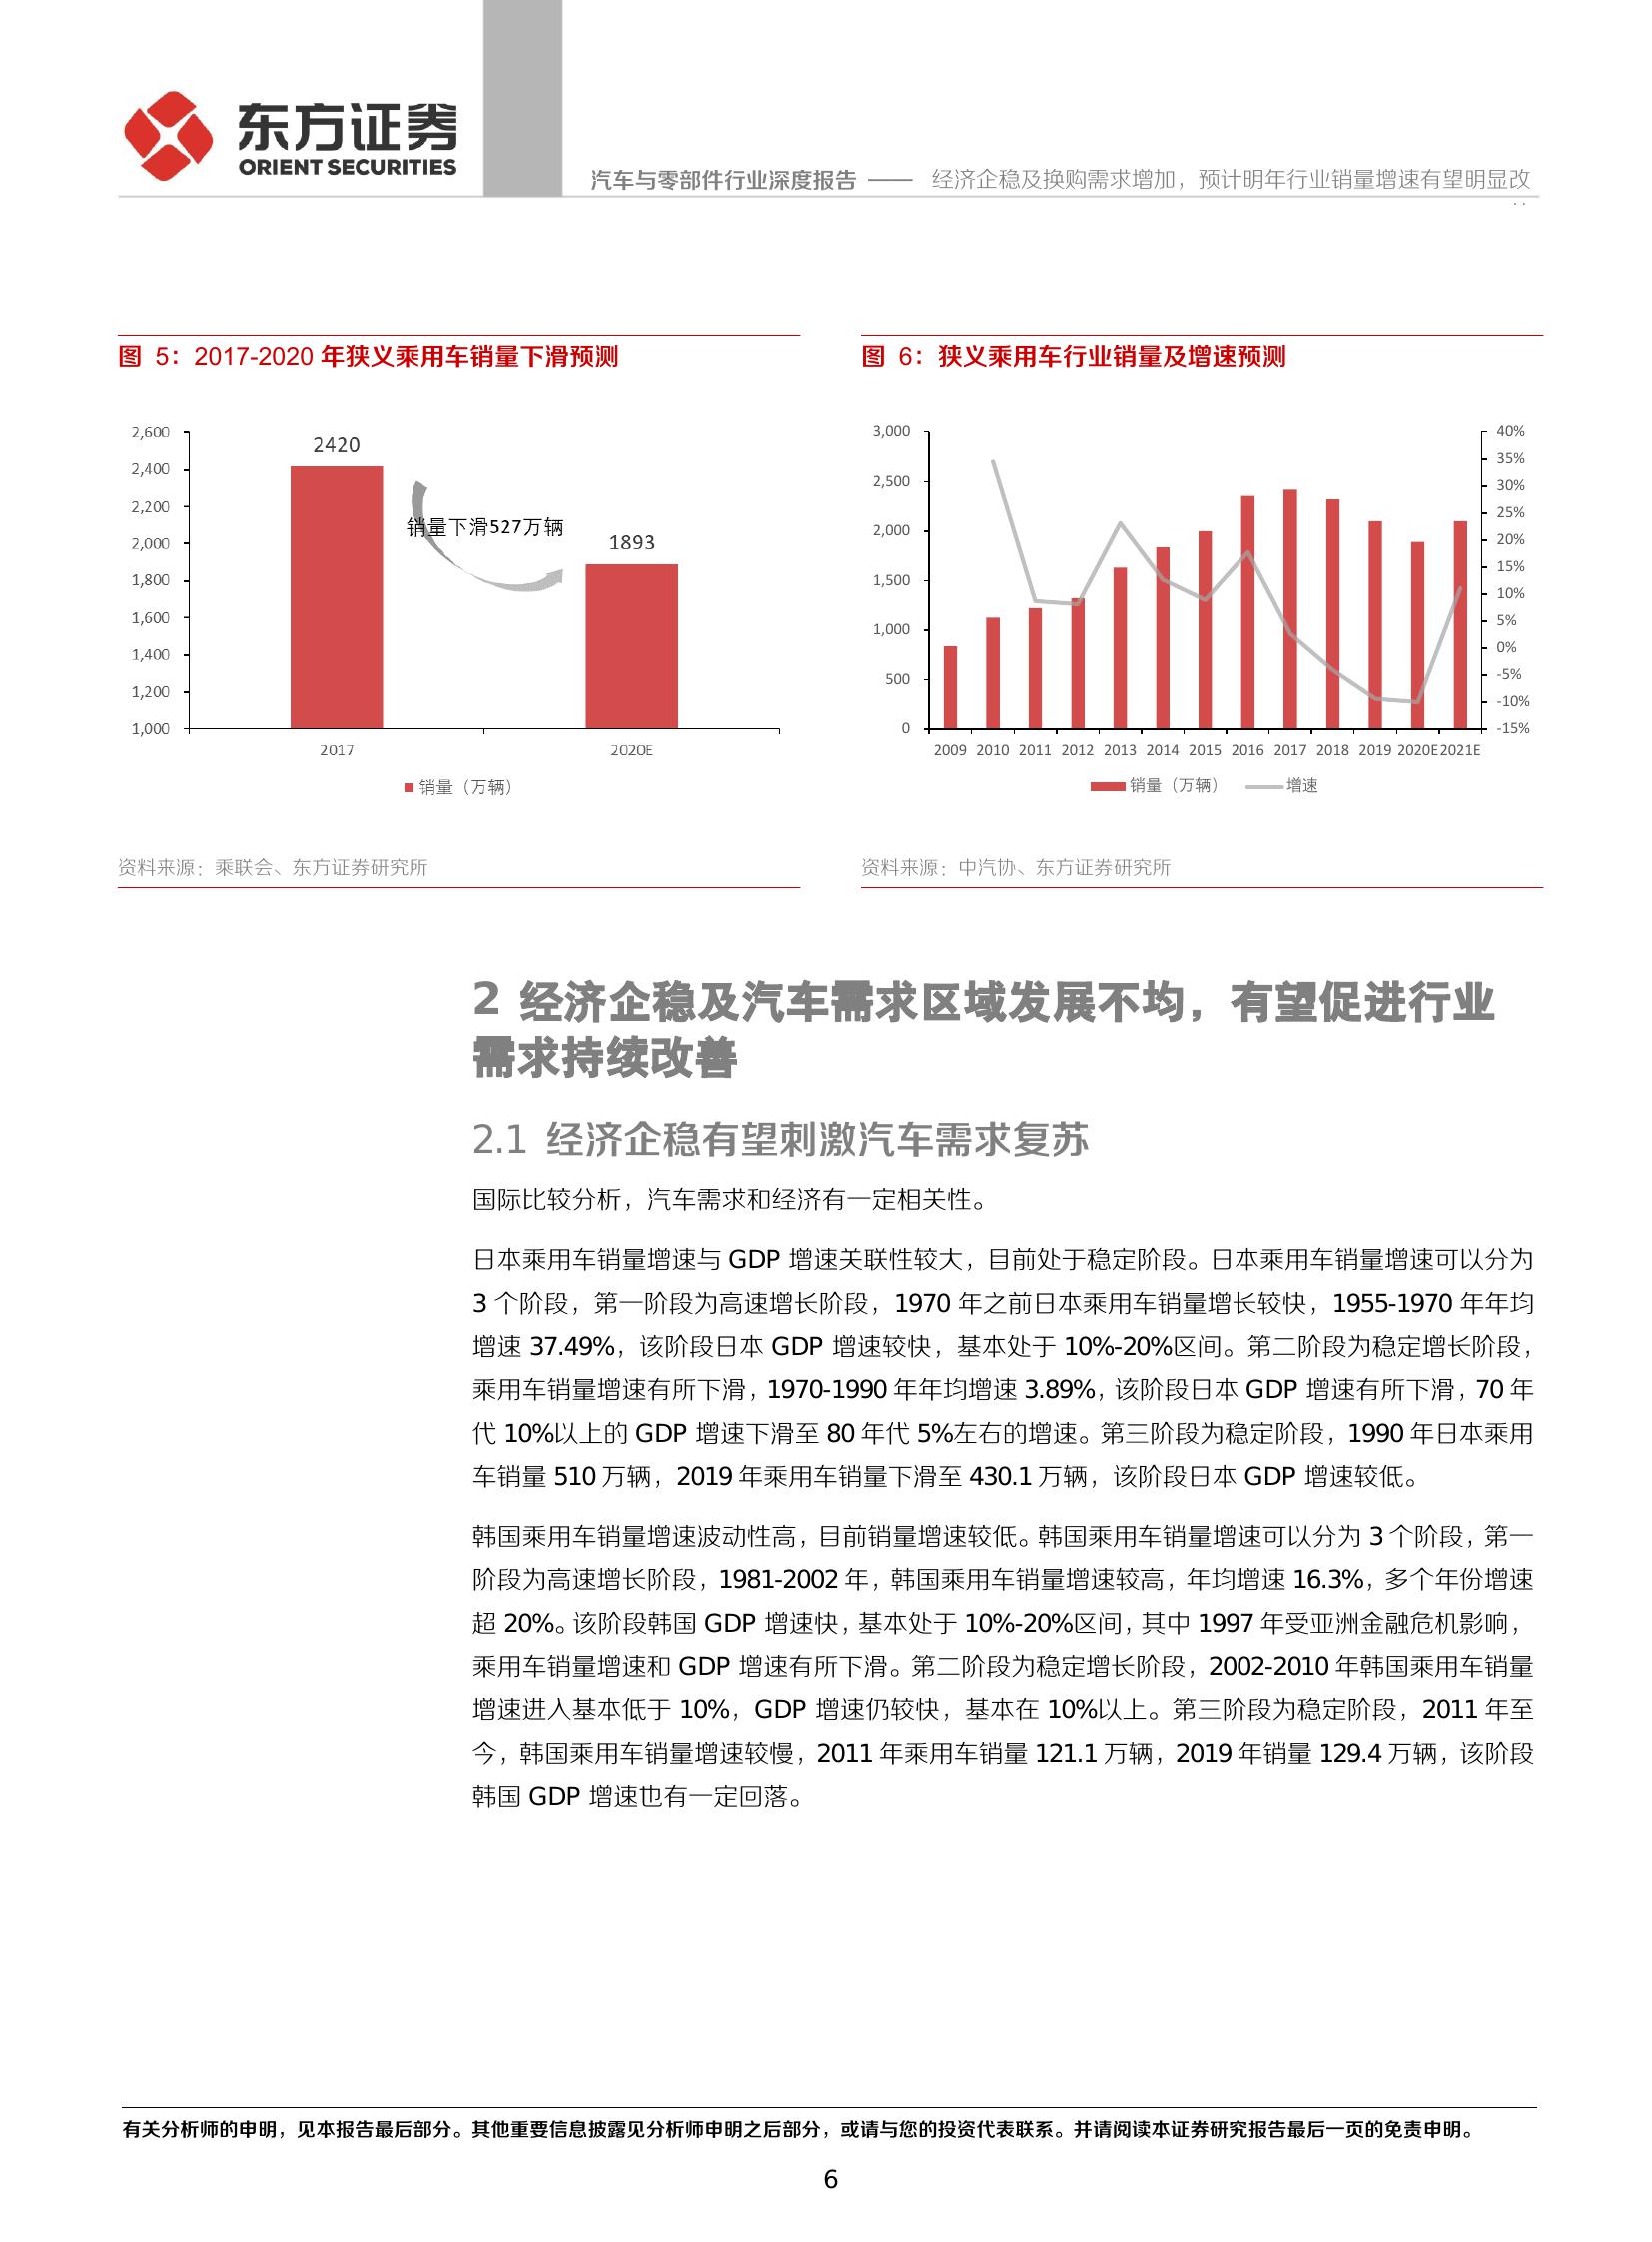 东方证券
ORIENT SECURITIES
汽车与零部件行业深度报告 —— 经济企稳及换购需求增加，预计明年行业销量增速有望明显改
图 5：2017-2020 年狭义乘用车销量下滑预测
2,600
2,400
2,200
2,000
1,800
1,600
1,400
1,200
1,000
2420
销量下滑527万辆
1893
2017 2020E
销量（万辆）
资料来源：乘联会、东方证券研究所
图 6：狭义乘用车行业销量及增速预测
3,000
2,500
2,000
1,500
1,000
500
0
40%
35%
30%
25%
20%
15%
10%
5%
0%
-5%
-10%
-15%
2009 2010 2011 2012 2013 2014 2015 2016 2017 2018 2019 2020E 2021E
销量（万辆） 增速
资料来源：中汽协、东方证券研究所
2 经济企稳及汽车需求区域发展不均，有望促进行业
需求持续改善
2.1 经济企稳有望刺激汽车需求复苏
国际比较分析，汽车需求和经济有一定相关性。
日本乘用车销量增速与 GDP 增速关联性较大，目前处于稳定阶段。日本乘用车销量增速可以分为
3 个阶段，第一阶段为高速增长阶段，1970 年之前日本乘用车销量增长较快，1955-1970 年年均
增速 37.49%，该阶段日本 GDP 增速较快，基本处于 10%-20%区间。第二阶段为稳定增长阶段，
乘用车销量增速有所下滑，1970-1990 年年均增速 3.89%，该阶段日本 GDP 增速有所下滑，70 年
代 10%以上的 GDP 增速下滑至 80 年代 5%左右的增速。第三阶段为稳定阶段，1990 年日本乘用
车销量 510 万辆，2019 年乘用车销量下滑至 430.1 万辆，该阶段日本 GDP 增速较低。
韩国乘用车销量增速波动性高，目前销量增速较低。韩国乘用车销量增速可以分为 3 个阶段，第一
阶段为高速增长阶段，1981-2002 年，韩国乘用车销量增速较高，年均增速 16.3%，多个年份增速
超 20%。该阶段韩国 GDP 增速快，基本处于 10%-20%区间，其中 1997 年受亚洲金融危机影响，
乘用车销量增速和 GDP 增速有所下滑。第二阶段为稳定增长阶段，2002-2010 年韩国乘用车销量
增速进入基本低于 10%，GDP 增速仍较快，基本在 10%以上。第三阶段为稳定阶段，2011 年至
今，韩国乘用车销量增速较慢，2011 年乘用车销量 121.1 万辆，2019 年销量 129.4 万辆，该阶段
韩国 GDP 增速也有一定回落。
有关分析师的申明，见本报告最后部分。其他重要信息披露见分析师申明之后部分，或请与您的投资代表联系。并请阅读本证券研究报告最后一页的免责申明。
6